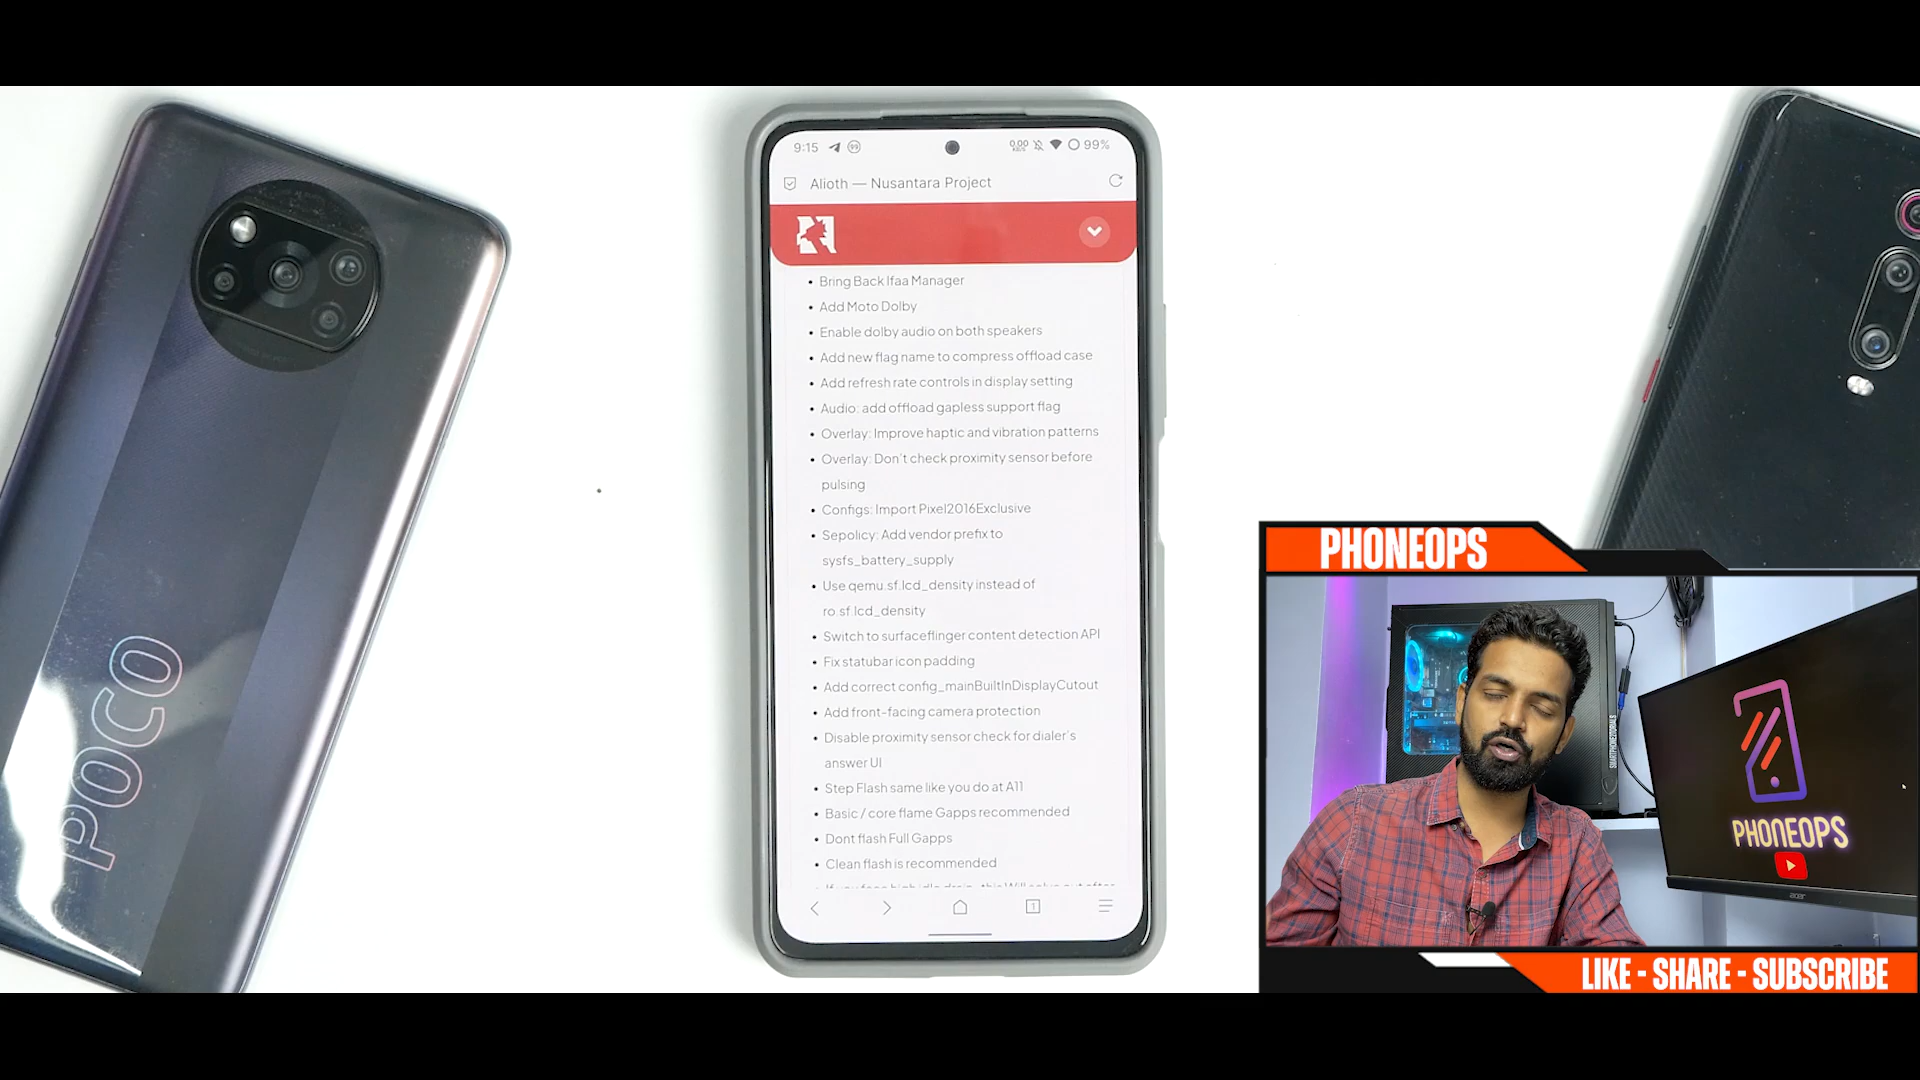 POCO
9:15
99
0.00
99%
Alioth — Nusantara Project
• Bring Back Ifaa Manager
• Add Moto Dolby
• Enable dolby audio on both speakers
• Add new flag name to compress offload case
• Add refresh rate controls in display setting
• Audio: add offload gapless support flag
• Overlay: Improve haptic and vibration patterns
• Overlay: Don't check proximity sensor before
pulsing
• Configs: Import Pixel2016Exclusive
• Sepolicy: Add vendor prefix to
sysfs_battery_supply
• Use qemu.sf.lcd_density instead of
ro.sf.lcd_density
• Switch to surfaceflinger content detection API
• Fix statubar icon padding
• Add correct config_mainBuiltInDisplayCutout
• Add front-facing camera protection
• Disable proximity sensor check for dialer's
answer UI
• Step Flash same like you do at A11
• Basic / core flame Gapps recommended
• Dont flash Full Gapps
• Clean flash is recommended
1
PHONEOPS
PHONEOPS
acer
LIKE - SHARE - SUBSCRIBE